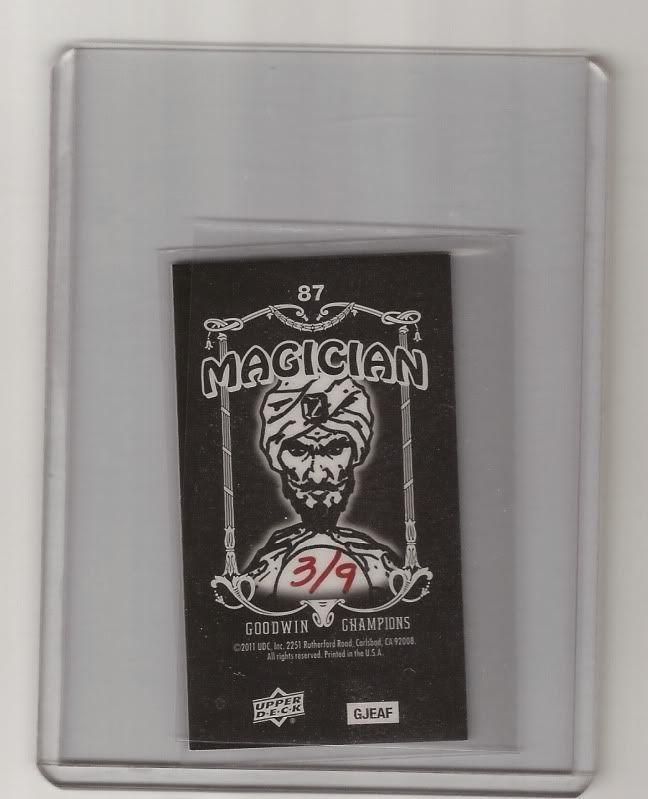 87
MAGICIAN
3/9
GOODWIN CHAMPIONS
©2011 UDC, Inc. 2251 Rutherford Road, Carlsbad, CA 92008.
All rights reserved. Printed in the U.S.A.
UPPER
D·E·C·K®
GJEAF